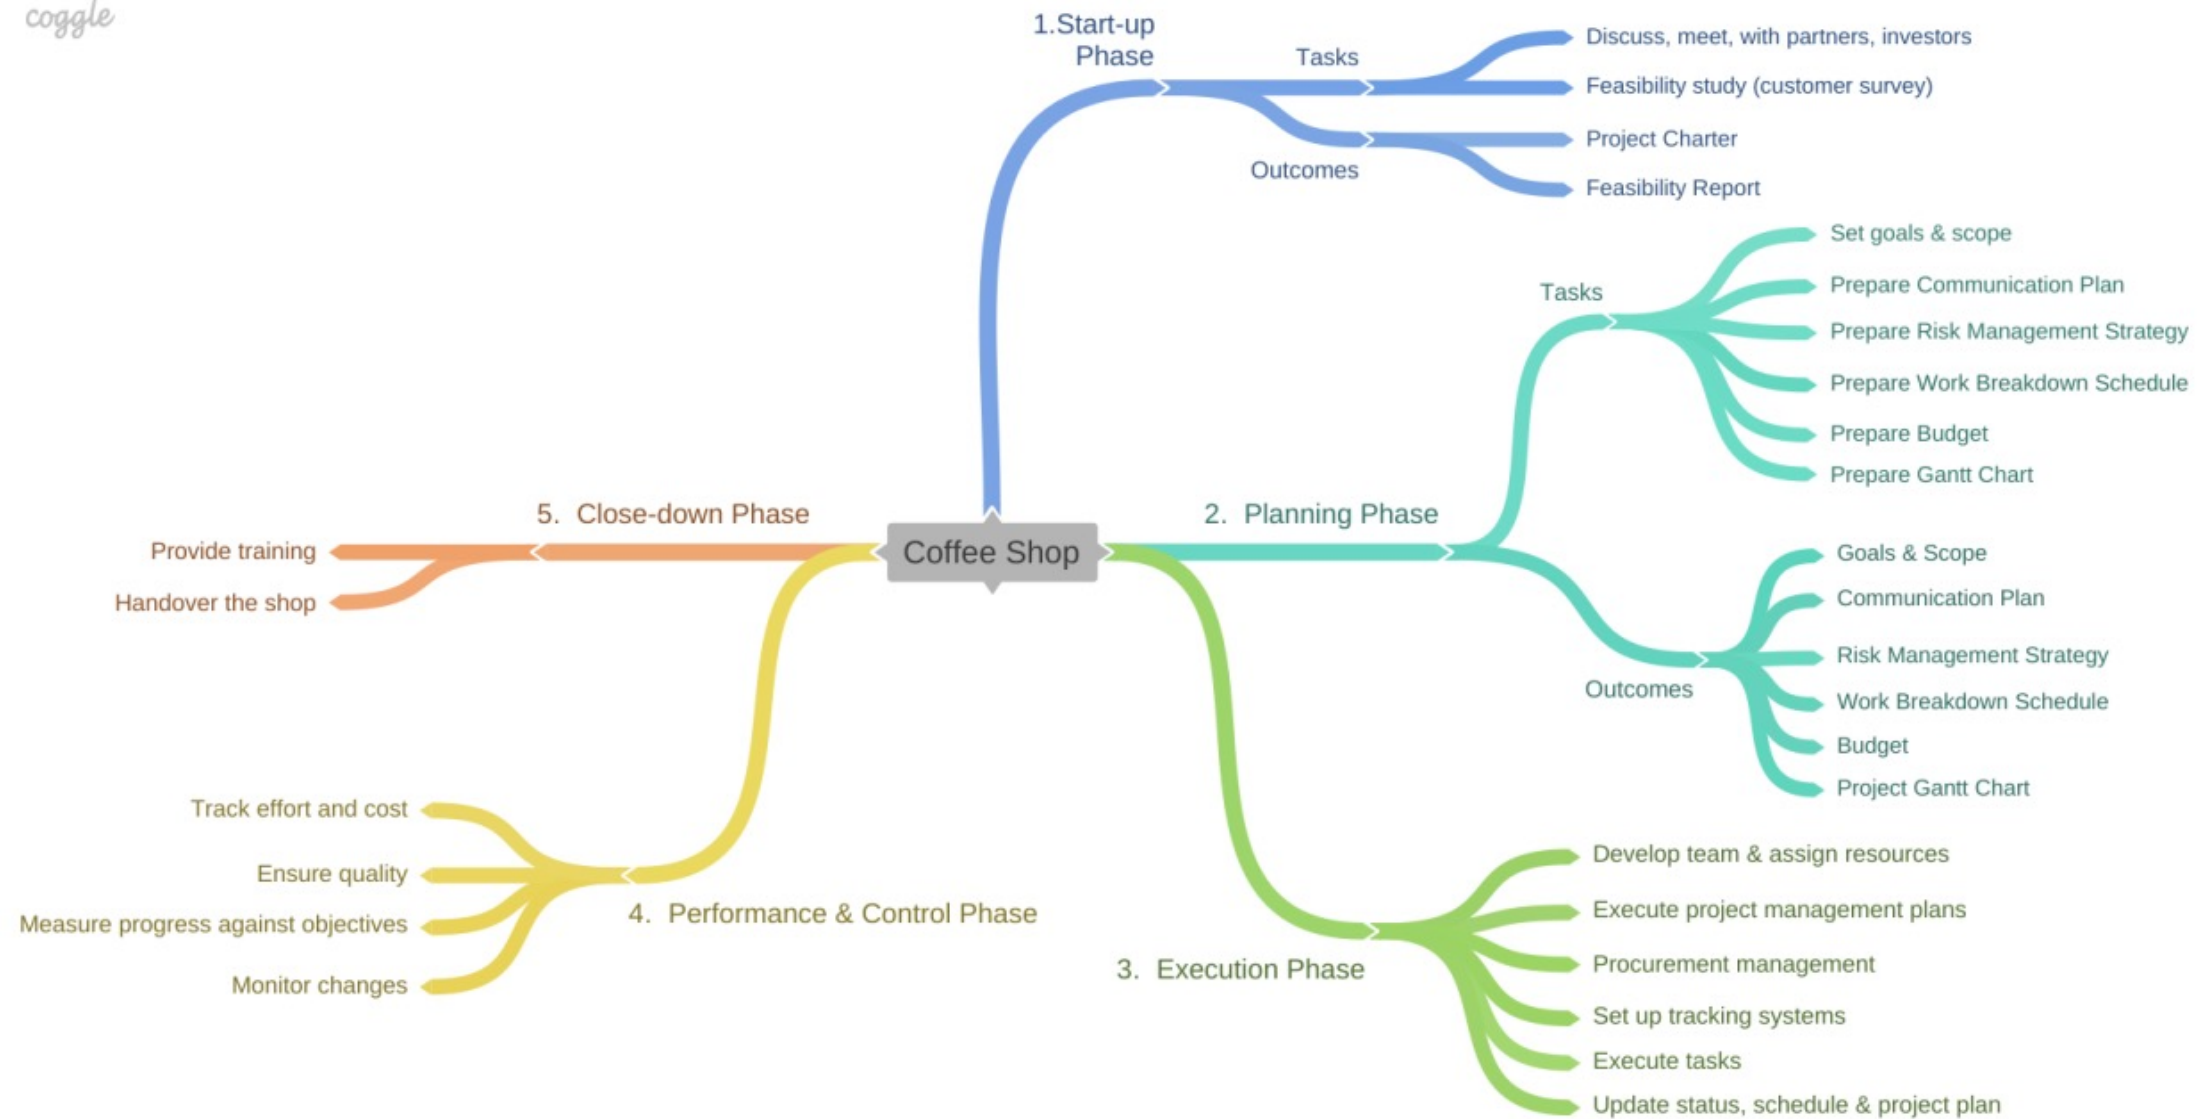 coggle
1.Start-up
Phase
Tasks
Discuss, meet, with partners, investors
Feasibility study (customer survey)
Outcomes
Project Charter
Feasibility Report
2. Planning Phase
Tasks
Set goals & scope
Prepare Communication Plan
Prepare Risk Management Strategy
Prepare Work Breakdown Schedule
Prepare Budget
Prepare Gantt Chart
Outcomes
Goals & Scope
Communication Plan
Risk Management Strategy
Work Breakdown Schedule
Budget
Project Gantt Chart
Coffee Shop
3. Execution Phase
Develop team & assign resources
Execute project management plans
Procurement management
Set up tracking systems
Execute tasks
Update status, schedule & project plan
4. Performance & Control Phase
Track effort and cost
Ensure quality
Measure progress against objectives
Monitor changes
5. Close-down Phase
Provide training
Handover the shop